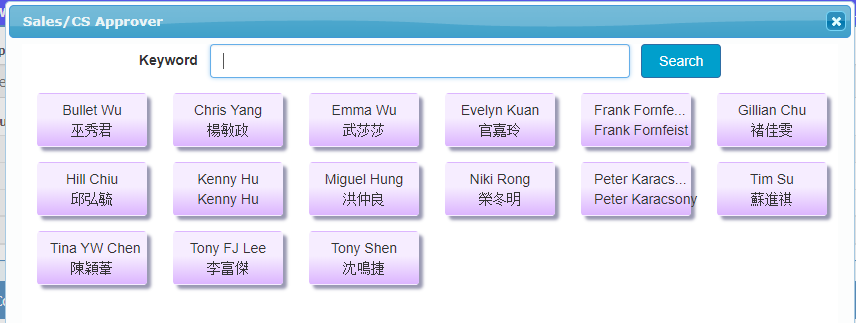 Sales/CS Approver
Keyword
Search
Bullet Wu
巫秀君
Chris Yang
楊敏政
Emma Wu
武莎莎
Evelyn Kuan
官嘉玲
Frank Fornfe...
Frank Fornfeist
Gillian Chu
褚佳雯
Hill Chiu
邱弘毓
Kenny Hu
Kenny Hu
Miguel Hung
洪仲良
Niki Rong
榮冬明
Peter Karacs...
Peter Karacsony
Tim Su
蘇進祺
Tina YW Chen
陳穎葦
Tony FJ Lee
李富傑
Tony Shen
沈鳴捷